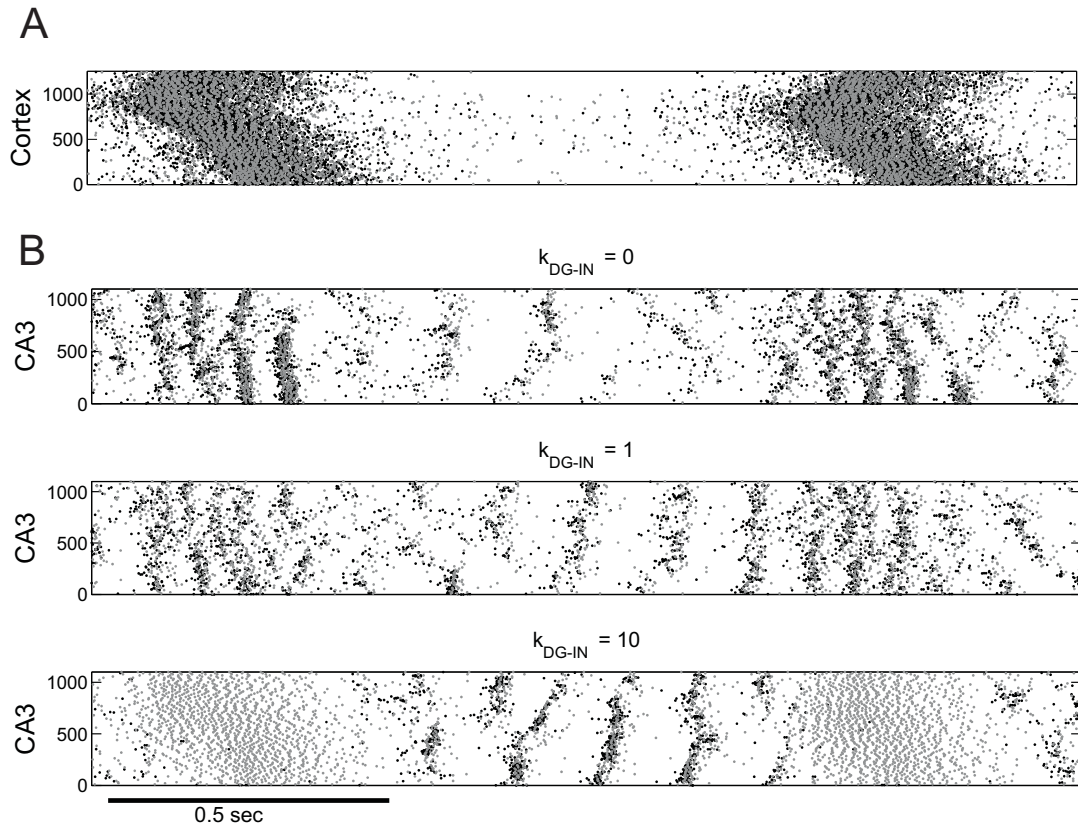 A
Cortex
1000
500
0
B
k_DG-IN = 0
CA3
1000
500
0
k_DG-IN = 1
CA3
1000
500
0
k_DG-IN = 10
CA3
1000
500
0
0.5 sec